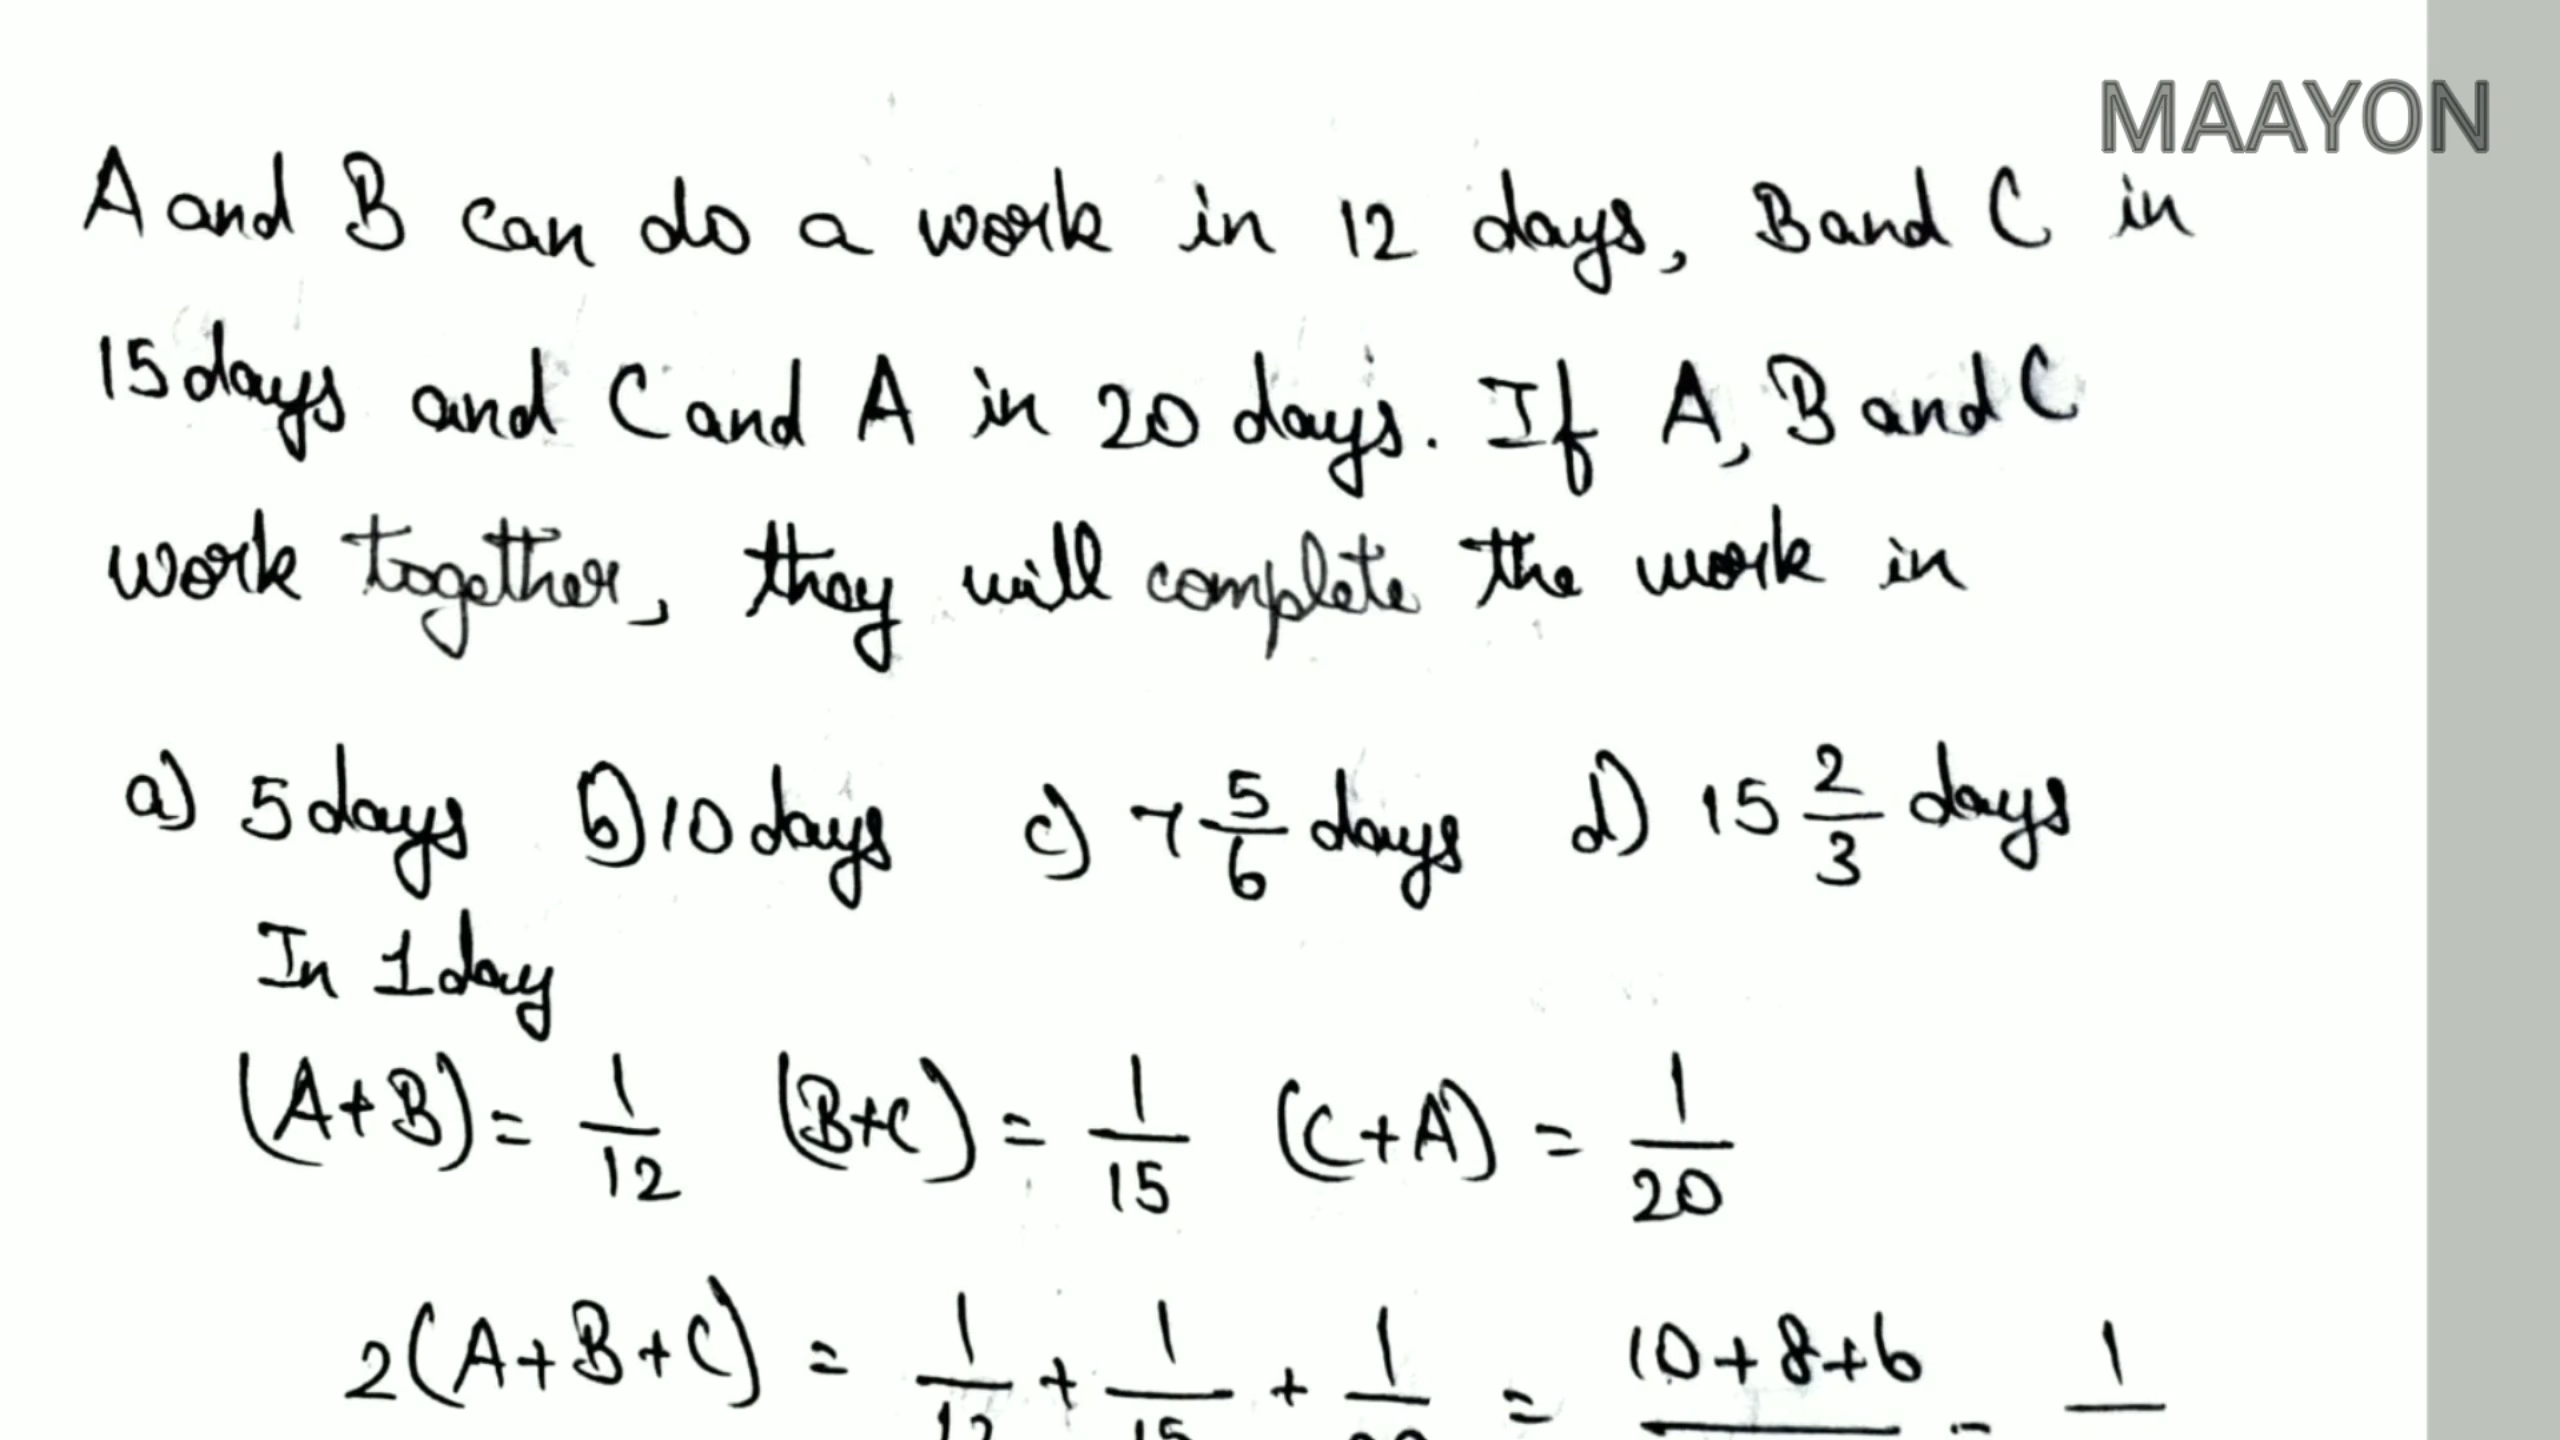 MAAYON
A and B can do a work in 12 days, B and C in
15 days and C and A in 20 days. If A, B and C
work together, they will complete the work in
a) 5 days b) 10 days c) 7 5/6 days d) 15 2/3 days
In 1 day
(A+B) = 1/12 (B+C) = 1/15 (C+A) = 1/20
2(A+B+C) = 1/12 + 1/15 + 1/20 = 10+8+6 = 1